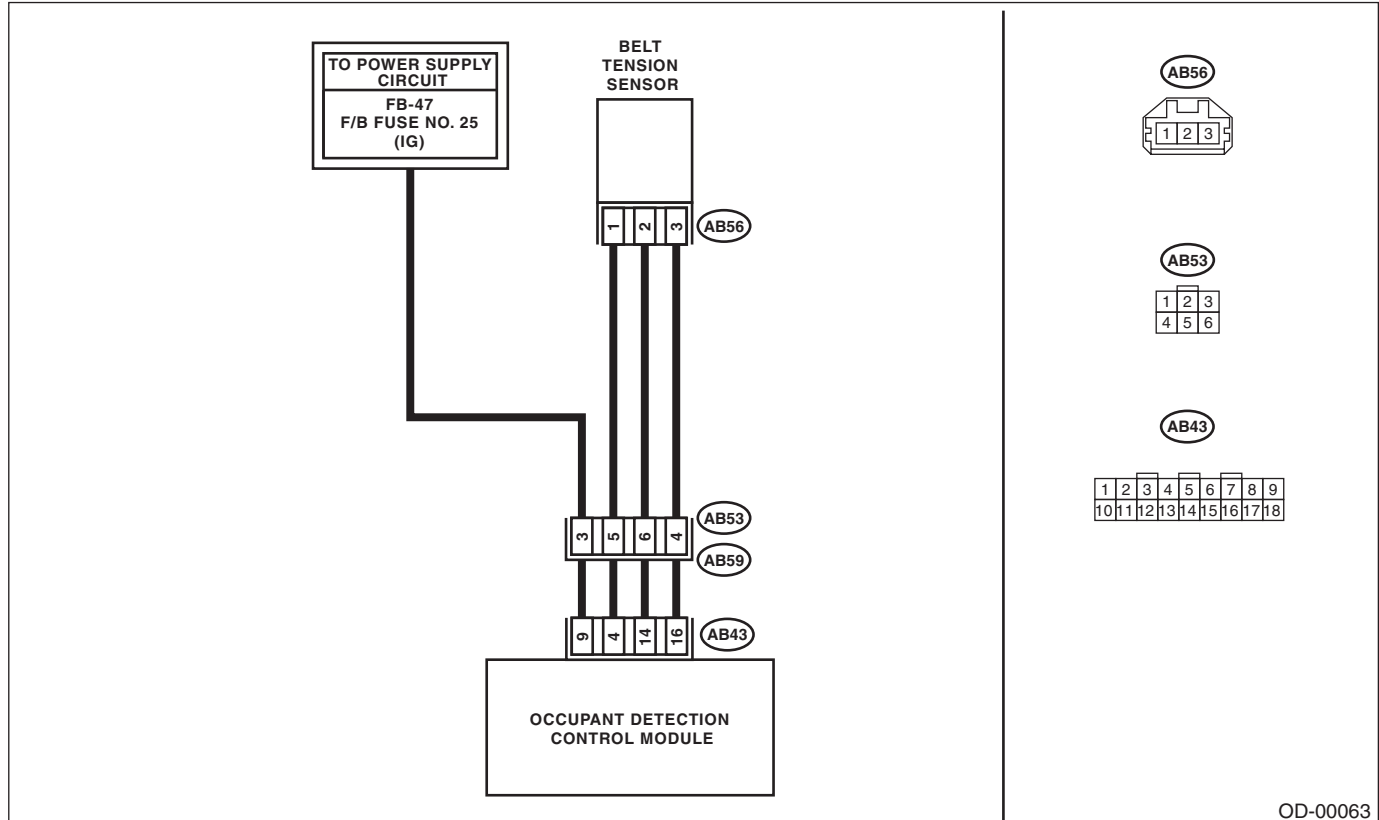 TO POWER SUPPLY
CIRCUIT
FB-47
F/B FUSE NO. 25
(IG)
BELT
TENSION
SENSOR
1 2 3
AB56
3 5 6 4
AB53
AB59
9 4 14 16
AB43
OCCUPANT DETECTION
CONTROL MODULE
AB56
1 2 3
AB53
1 2 3
4 5 6
AB43
1 2 3 4 5 6 7 8 9
10 11 12 13 14 15 16 17 18
OD-00063